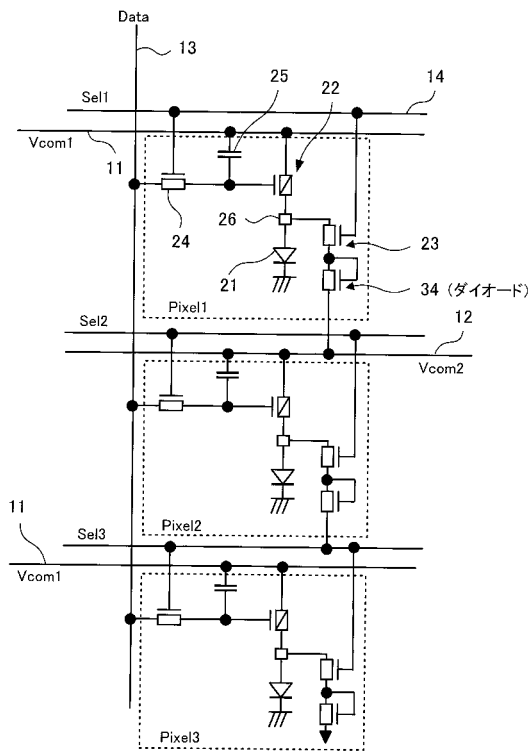 Data
13
Sel1
14
25
22
Vcom1
11
24
26
23
21
34 (ダイオード)
Pixel1
Sel2
12
Vcom2
11
Pixel2
Sel3
Vcom1
Pixel3